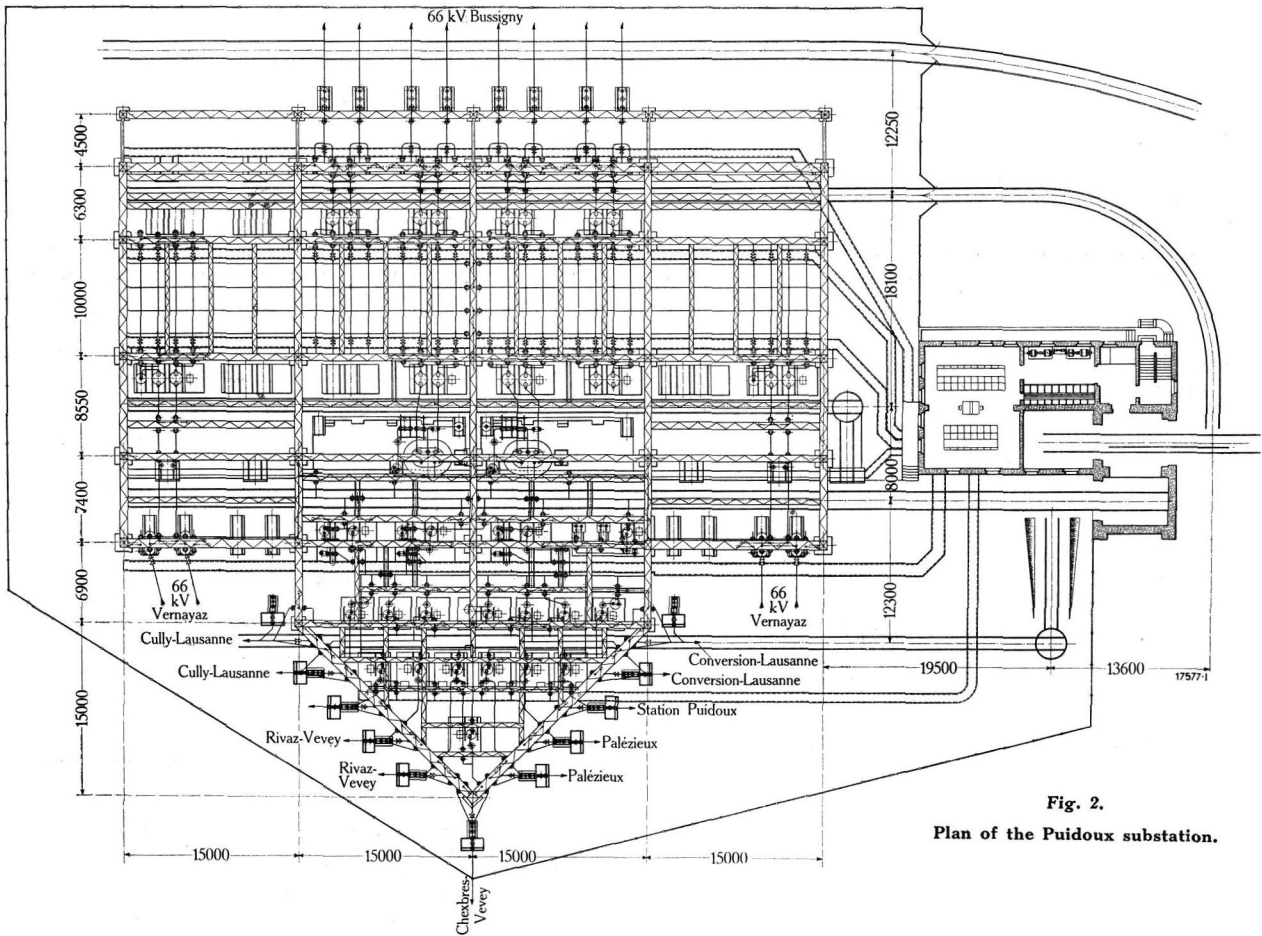 66 kV Bussigny
4500
6300
10000
8550
7400
6900
15000
12250
18100
8000
12300
66
kV
Vernayaz
66
kV
Vernayaz
Cully-Lausanne
Cully-Lausanne
Conversion-Lausanne
Conversion-Lausanne
19500
13600
17577-I
Station Puidoux
Rivaz-Vevey
Palézieux
Rivaz-
Vevey
Palézieux
15000
15000
15000
15000
Chexbres-
Vevey
Fig. 2.
Plan of the Puidoux substation.